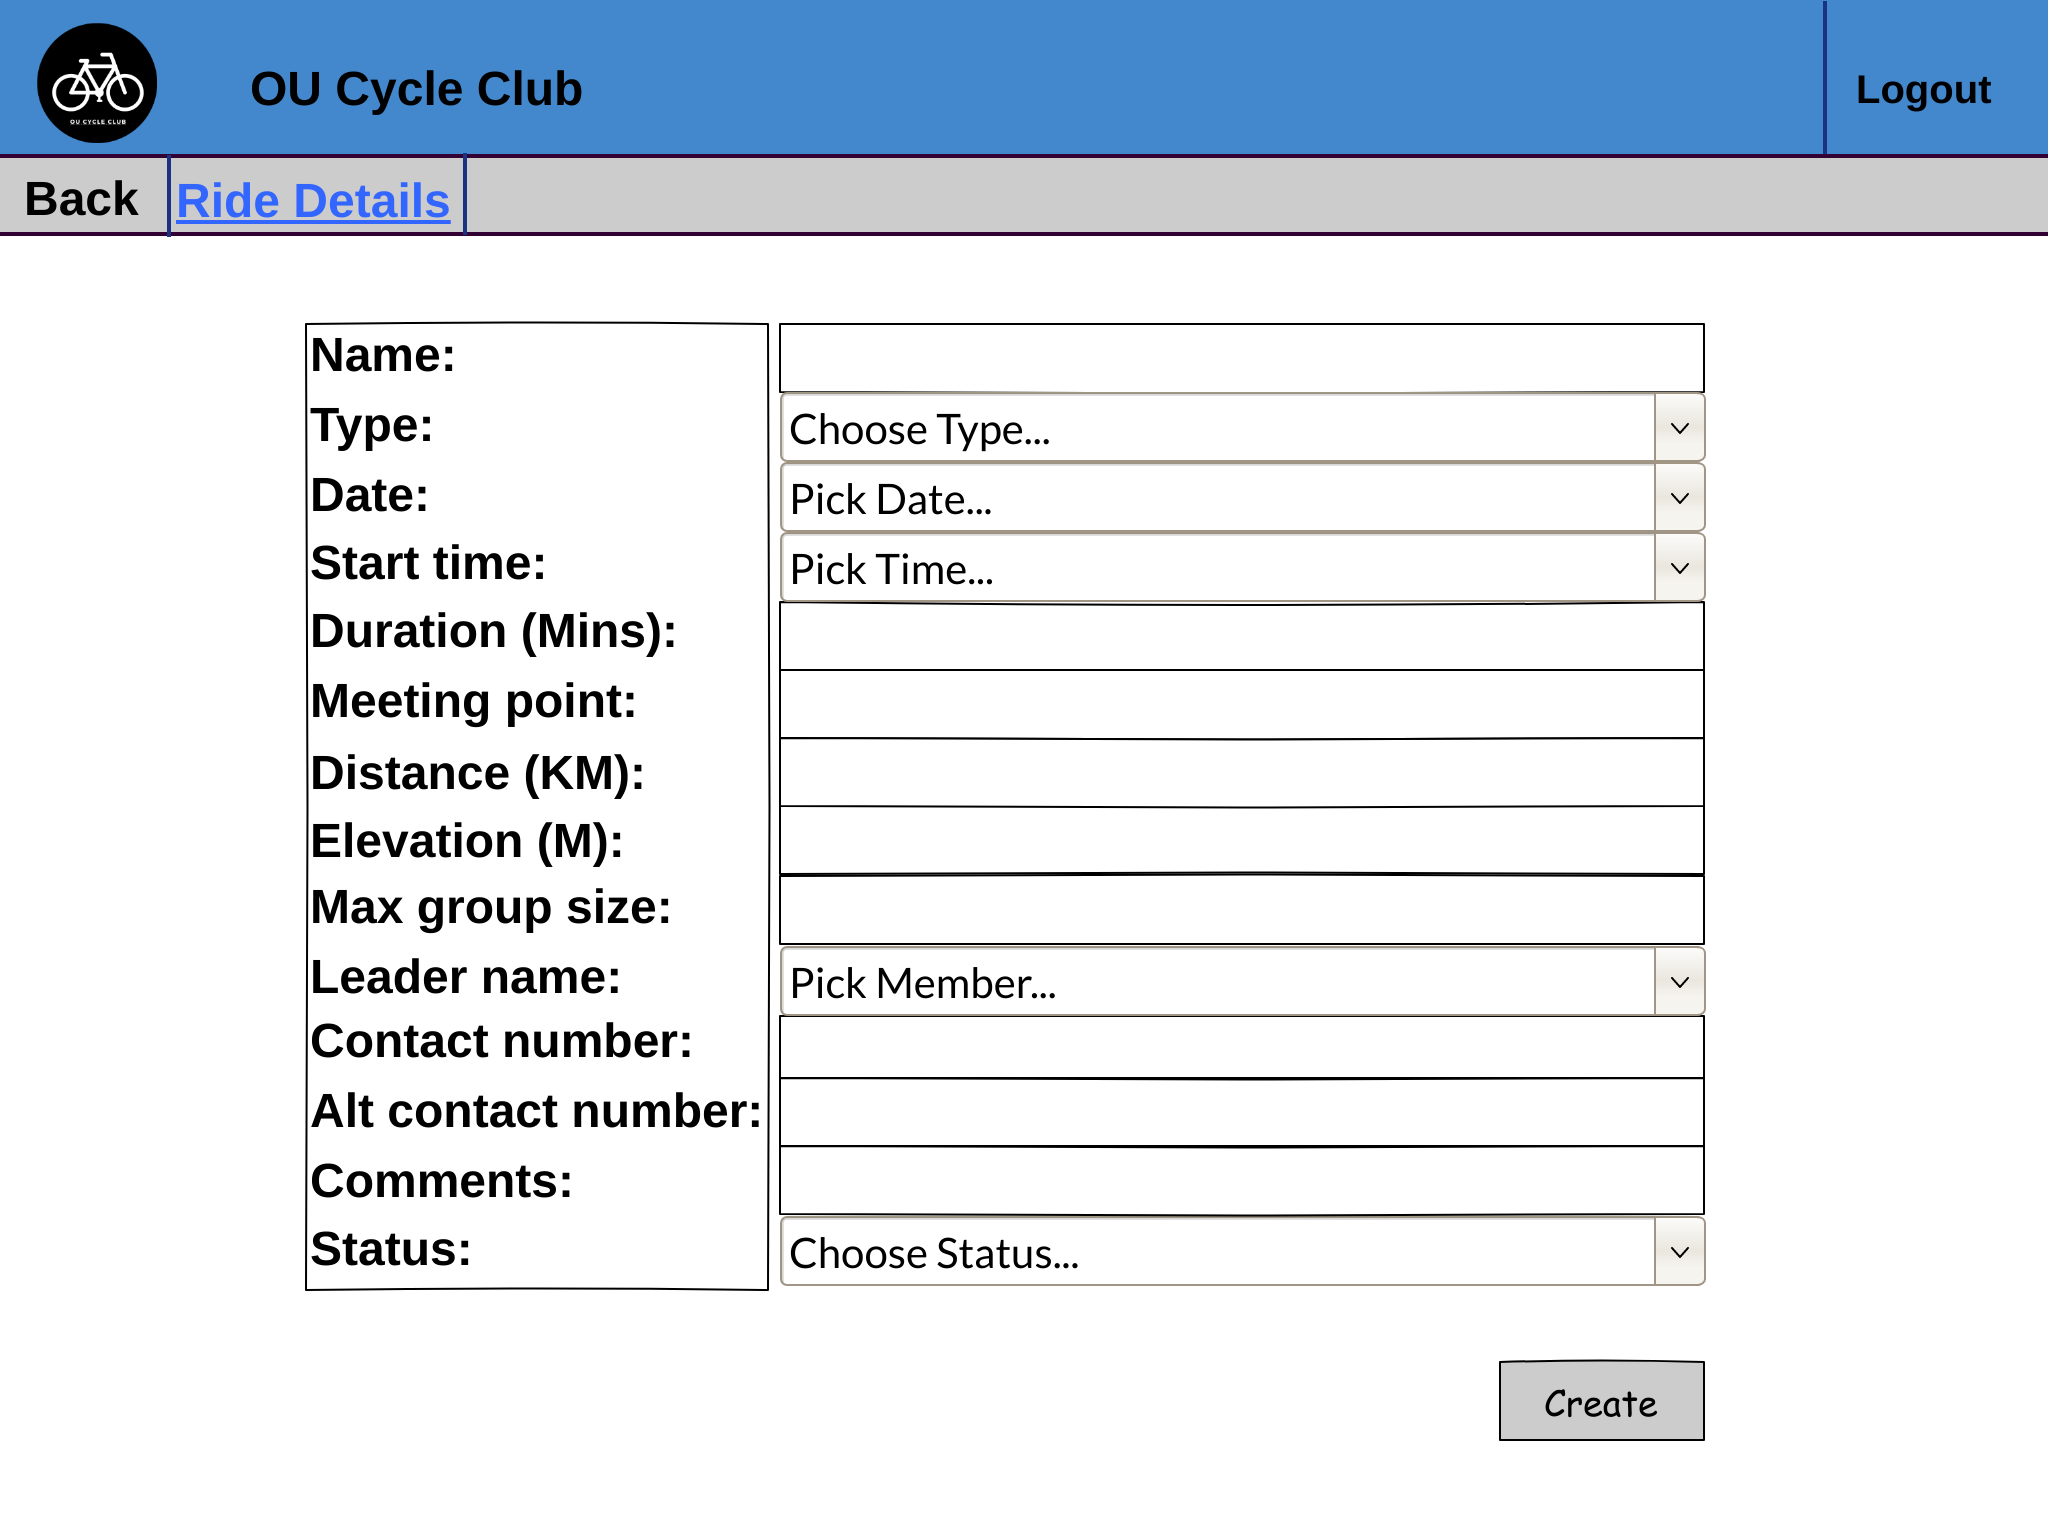 OU CYCLE CLUB
OU Cycle Club
Logout
Back
Ride Details
Name:
Type:
Choose Type...
Date:
Pick Date...
Start time:
Pick Time...
Duration (Mins):
Meeting point:
Distance (KM):
Elevation (M):
Max group size:
Leader name:
Pick Member...
Contact number:
Alt contact number:
Comments:
Status:
Choose Status...
Create